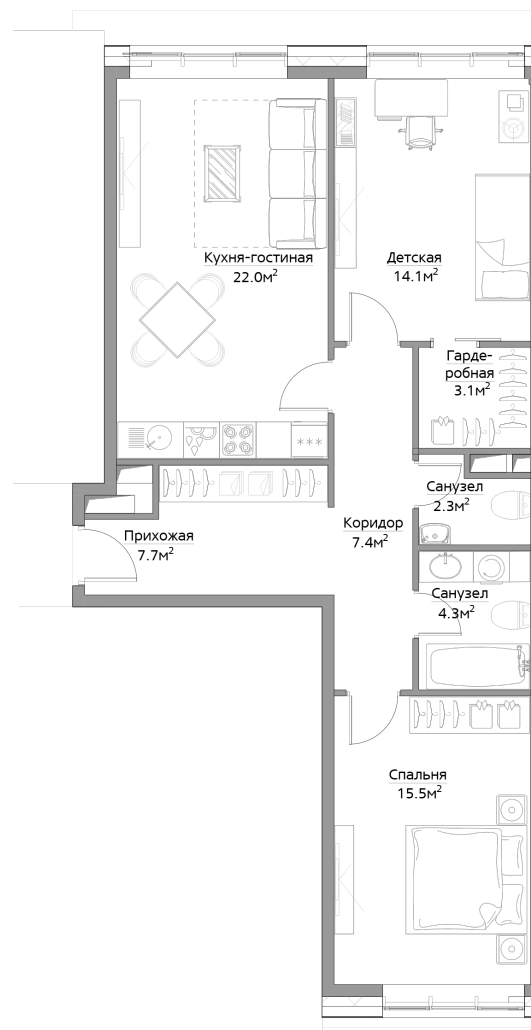 Кухня-гостиная
22.0м²
Детская
14.1м²
Гарде-
робная
3.1м²
Санузел
2.3м²
Коридор
7.4м²
Прихожая
7.7м²
Санузел
4.3м²
Спальня
15.5м²